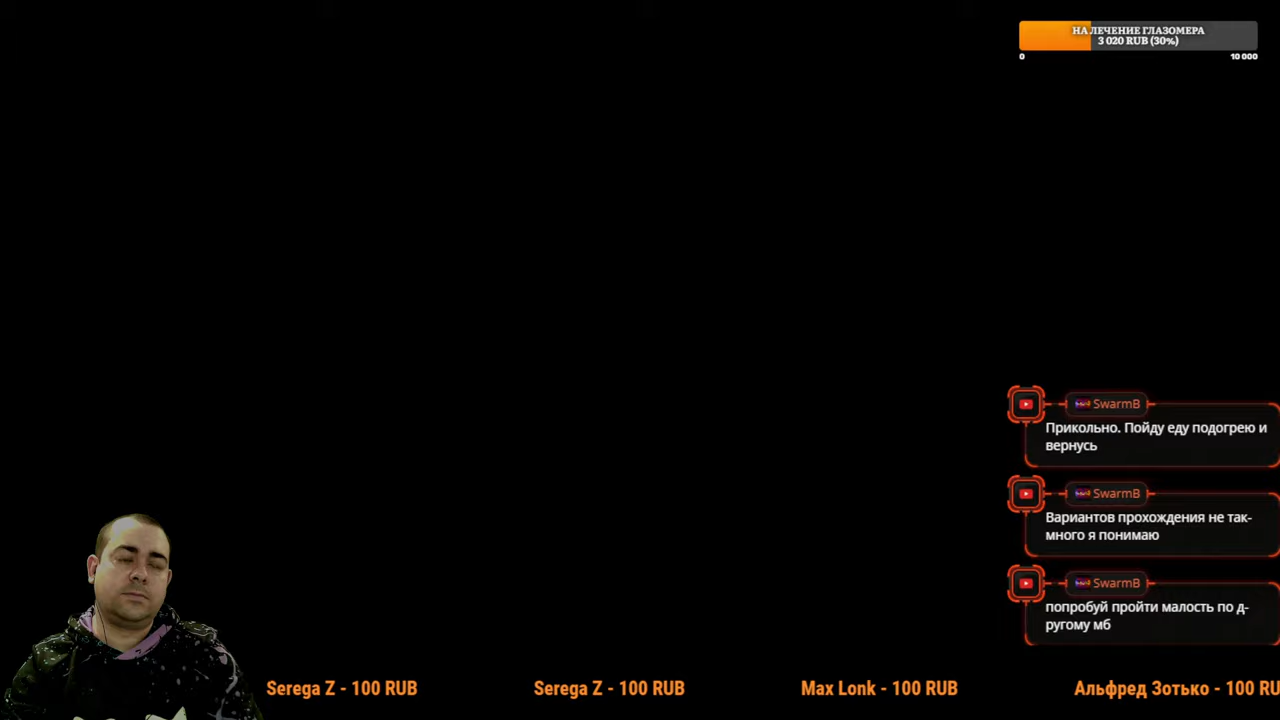 НА ЛЕЧЕНИЕ ГЛАЗОМЕРА
3 020 RUB (30%)
0 10 000
SwarmB
Прикольно. Пойду еду подогрею и
вернусь
SwarmB
Вариантов прохождения не так-
много я понимаю
SwarmB
попробуй пройти малость по д-
ругому мб
Serega Z - 100 RUB Serega Z - 100 RUB Max Lonk - 100 RUB Альфред Зотько - 100 RU